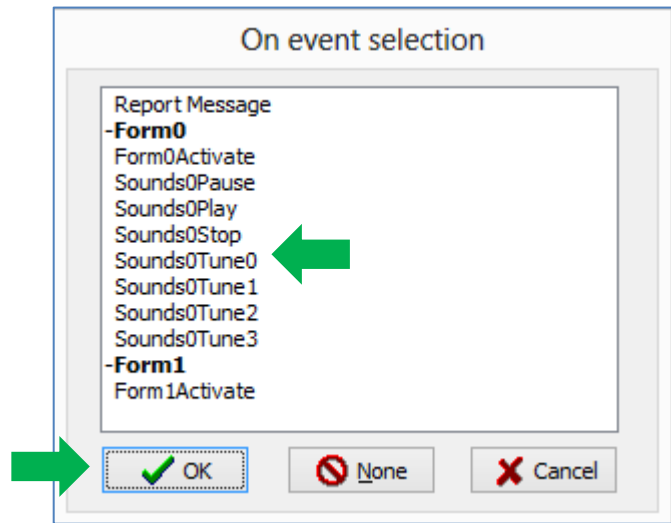 On event selection
Report Message
-Form0
Form0Activate
Sounds0Pause
Sounds0Play
Sounds0Stop
Sounds0Tune0
Sounds0Tune1
Sounds0Tune2
Sounds0Tune3
-Form1
Form1Activate
OK None Cancel